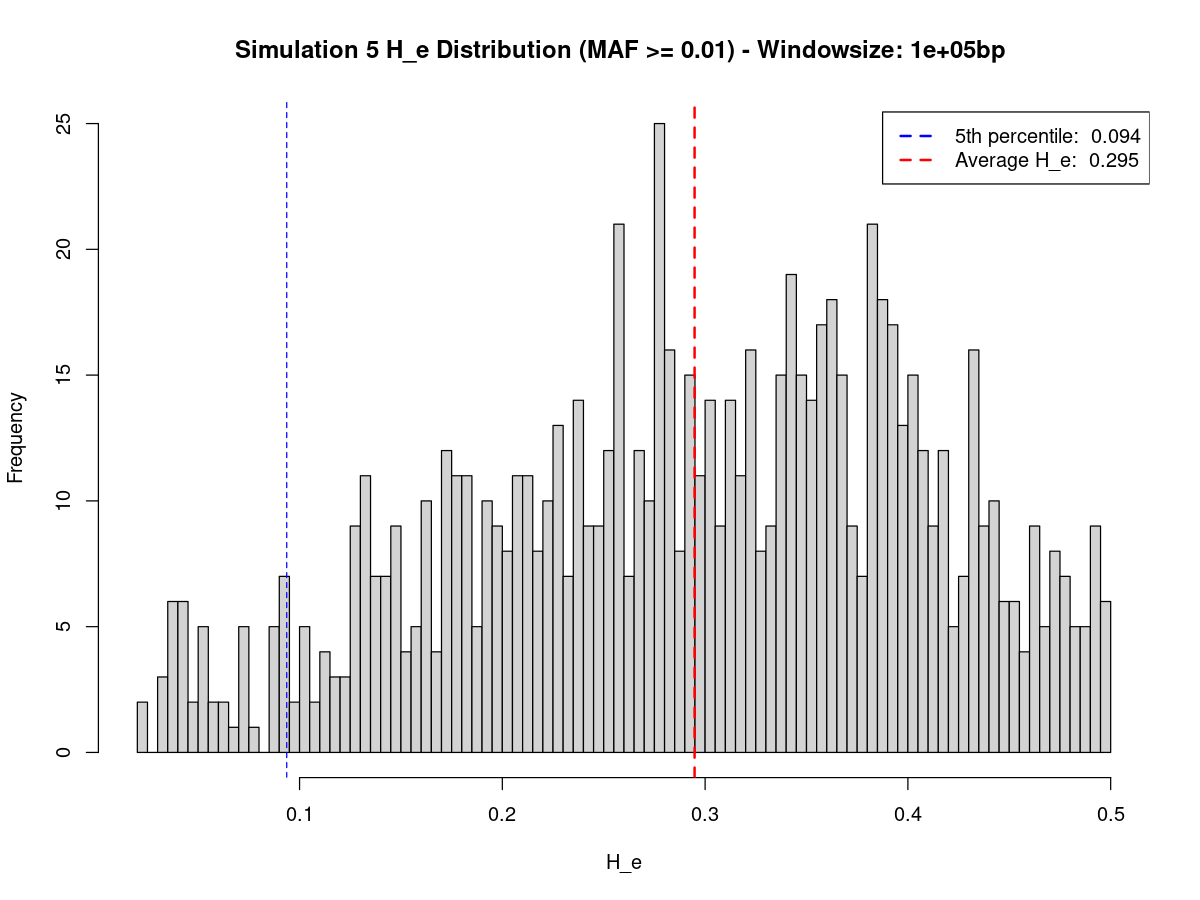 Simulation 5 H_e Distribution (MAF >= 0.01) - Windowsize: 1e+05bp
5th percentile: 0.094
Average H_e: 0.295
Frequency
25
20
15
10
5
0
0.1 0.2 0.3 0.4 0.5
H_e